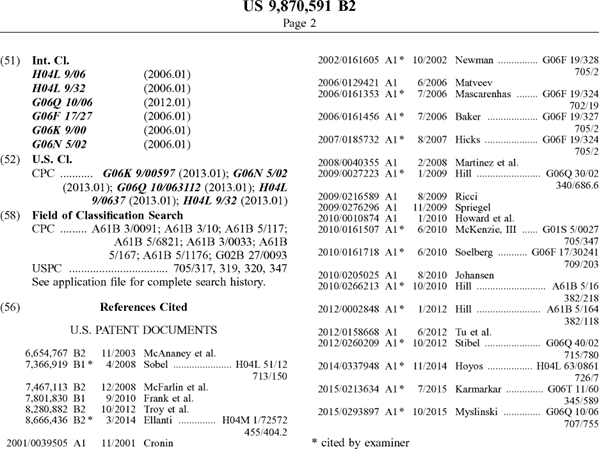 US 9,870,591 B2
Page 2
(51) Int. Cl.
H04L 9/06 (2006.01)
H04L 9/32 (2006.01)
G06Q 10/06 (2012.01)
G06F 17/27 (2006.01)
G06K 9/00 (2006.01)
G06N 5/02 (2006.01)
(52) U.S. Cl.
CPC ........... G06K 9/00597 (2013.01); G06N 5/02
(2013.01); G06Q 10/063112 (2013.01); H04L
9/0637 (2013.01); H04L 9/32 (2013.01)
(58) Field of Classification Search
CPC ......... A61B 3/0091; A61B 3/10; A61B 5/117;
A61B 5/6821; A61B 3/0033; A61B
5/167; A61B 5/1176; G02B 27/0093
USPC ................................. 705/317, 319, 320, 347
See application file for complete search history.
(56) References Cited
U.S. PATENT DOCUMENTS
6,654,767 B2 11/2003 McAnaney et al.
7,366,919 B1 * 4/2008 Sobel ....................... H04L 51/12
713/150
7,467,113 B2 12/2008 McFarlin et al.
7,801,830 B1 9/2010 Frank et al.
8,280,882 B2 10/2012 Troy et al.
8,666,436 B2 * 3/2014 Ellanti .............. H04M 1/72572
455/404.2
2001/0039505 A1 11/2001 Cronin
2002/0161605 A1 * 10/2002 Newman ............... G06F 19/328
705/2
2006/0129421 A1 6/2006 Matveev
2006/0161353 A1 * 7/2006 Mascarenhas ........ G06F 19/324
702/19
2006/0161456 A1 * 7/2006 Baker .................... G06F 19/327
705/2
2007/0185732 A1 * 8/2007 Hicks .................... G06F 19/324
705/2
2008/0040355 A1 2/2008 Martinez et al.
2009/0027223 A1 * 1/2009 Hill ........................ G06Q 30/02
340/686.6
2009/0216589 A1 8/2009 Ricci
2009/0276296 A1 11/2009 Spriegel
2010/0010874 A1 1/2010 Howard et al.
2010/0161507 A1 * 6/2010 McKenzie, III ...... G01S 5/0027
705/347
2010/0161718 A1 * 6/2010 Soelberg ........... G06F 17/30241
709/203
2010/0205025 A1 8/2010 Johansen
2010/0266213 A1 * 10/2010 Hill .......................... A61B 5/16
382/218
2012/0002848 A1 * 1/2012 Hill ........................ A61B 5/164
382/118
2012/0158668 A1 6/2012 Tu et al.
2012/0260209 A1 * 10/2012 Stibel .................... G06Q 40/02
715/780
2014/0337948 A1 * 11/2014 Hoyos .................. H04L 63/0861
726/7
2015/0213634 A1 * 7/2015 Karmarkar ............ G06T 11/60
345/589
2015/0293897 A1 * 10/2015 Myslinski .............. G06Q 10/06
707/755
* cited by examiner